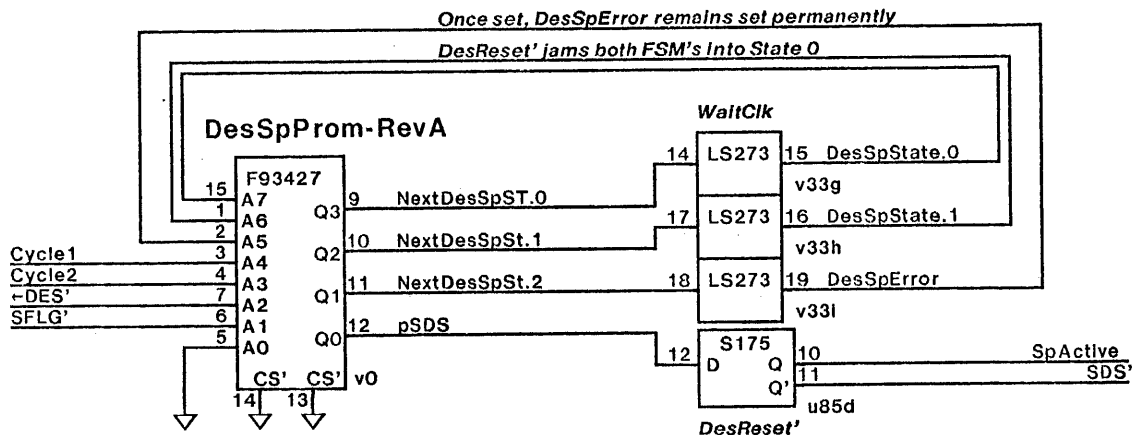 Once set, DesSpError remains set permanently
DesReset' jams both FSM's into State 0
DesSpProm-RevA
WaitClk
F93427
15 A7
1 A6
2 A5
Cycle1 3 A4
Cycle2 4 A3
←DES' 7 A2
SFLG' 6 A1
5 A0
Q3 9 NextDesSpST.0
Q2 10 NextDesSpSt.1
Q1 11 NextDesSpSt.2
Q0 12 pSDS
CS' CS' v0
14 13
14 LS273 15 DesSpState.0
v33g
17 LS273 16 DesSpState.1
v33h
18 LS273 19 DesSpError
v33i
S175
12 D Q 10 SpActive
Q' 11 SDS'
u85d
DesReset'